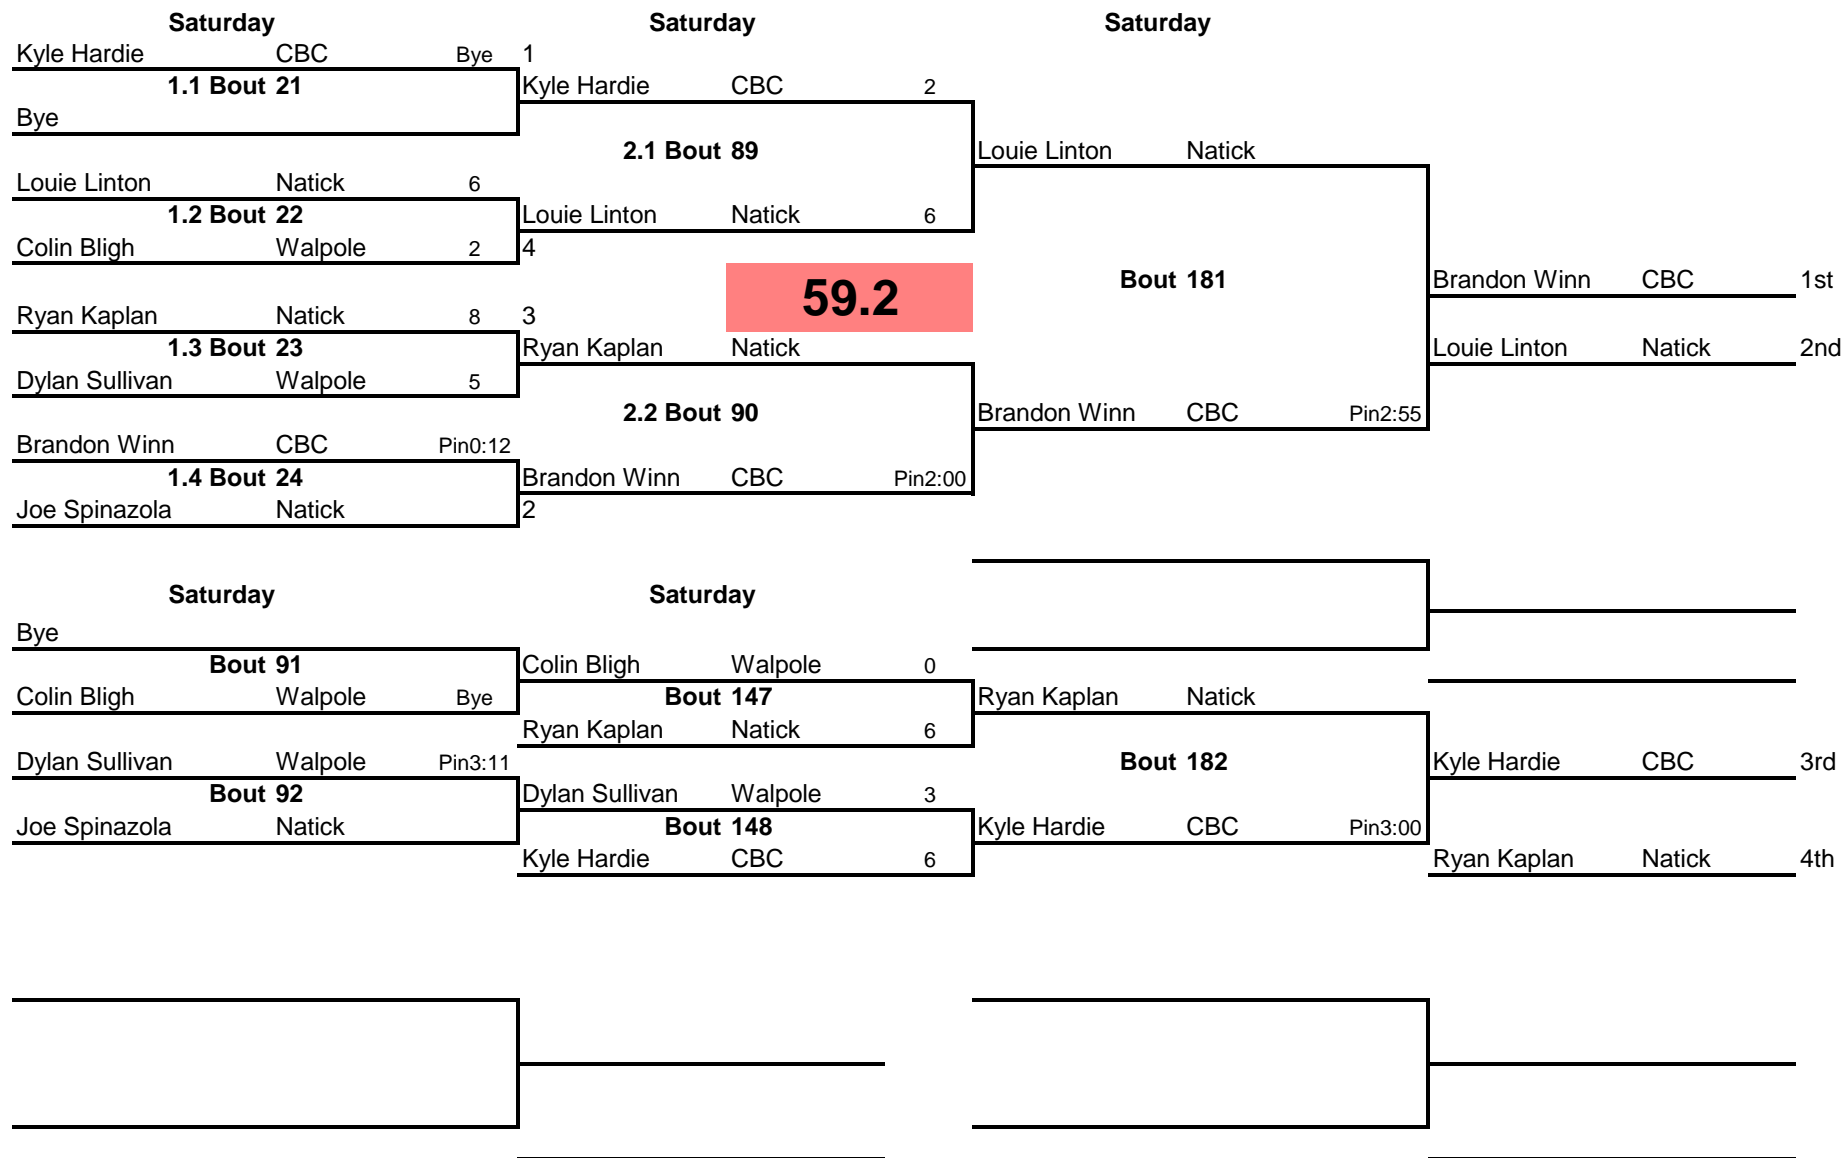 Saturday Saturday Saturday
Kyle Hardie CBC Bye 1
1.1 Bout 21 Kyle Hardie CBC 2
Bye
2.1 Bout 89 Louie Linton Natick
Louie Linton Natick 6
1.2 Bout 22 Louie Linton Natick 6
Colin Bligh Walpole 2 4
59.2 Bout 181 Brandon Winn CBC 1st
Ryan Kaplan Natick 8 3
1.3 Bout 23 Ryan Kaplan Natick Louie Linton Natick 2nd
Dylan Sullivan Walpole 5
2.2 Bout 90 Brandon Winn CBC Pin2:55
Brandon Winn CBC Pin0:12
1.4 Bout 24 Brandon Winn CBC Pin2:00
Joe Spinazola Natick 2
Saturday Saturday
Bye
Bout 91 Colin Bligh Walpole 0
Colin Bligh Walpole Bye Bout 147 Ryan Kaplan Natick
Ryan Kaplan Natick 6
Dylan Sullivan Walpole Pin3:11 Bout 182 Kyle Hardie CBC 3rd
Bout 92 Dylan Sullivan Walpole 3
Joe Spinazola Natick Bout 148 Kyle Hardie CBC Pin3:00
Kyle Hardie CBC 6 Ryan Kaplan Natick 4th